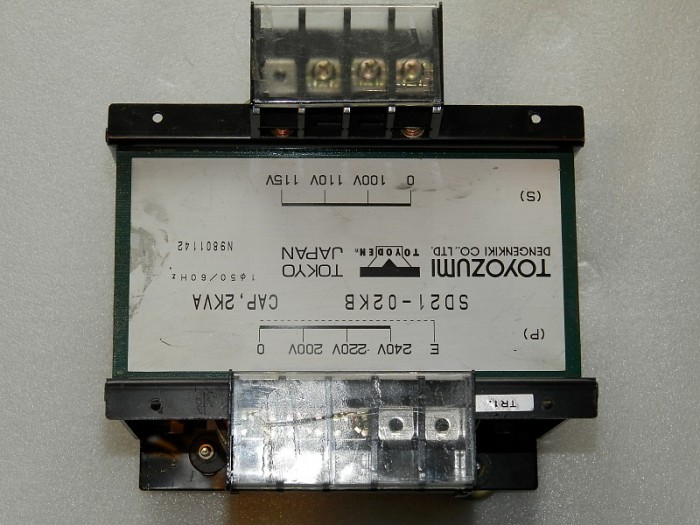 TR1.
E 240V 220V 200V 0
(P)
SD21-02KB CAP. 2KVA
1φ50/60Hz
TOYOZUMI
DENGENKIKI CO.,LTD.
TOYODEN
TOKYO
JAPAN
N9801142
(S)
0 100V 110V 115V